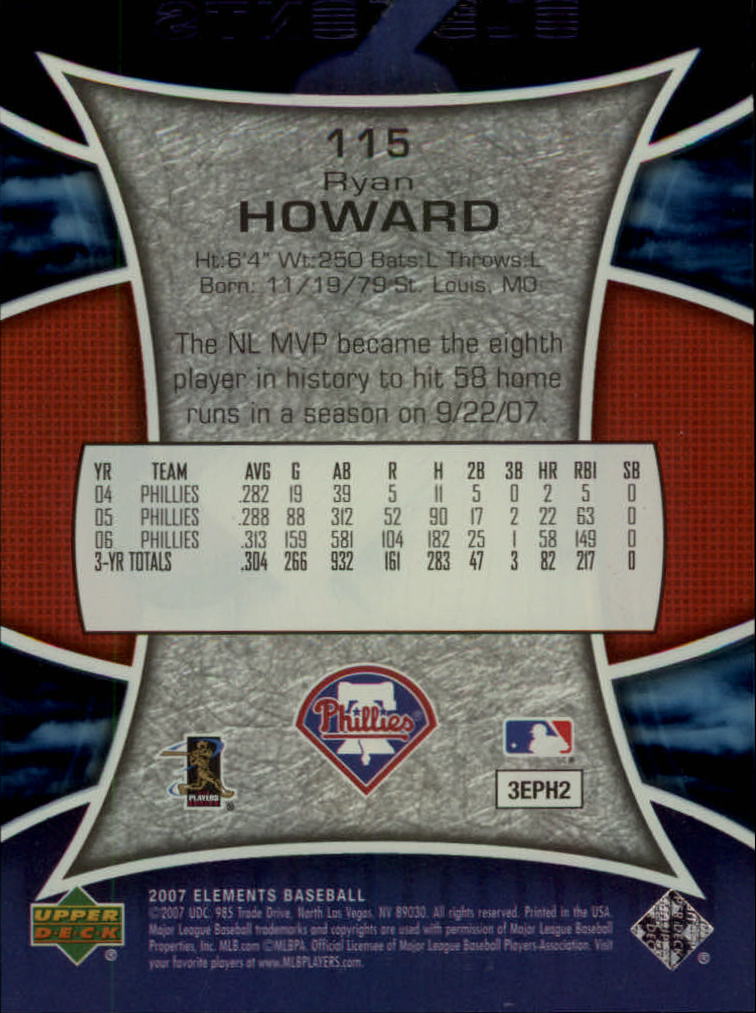 ELEMENTS
115
Ryan
HOWARD
Ht:6'4" Wt:250 Bats:L Throws:L
Born: 11/19/79 St. Louis, MO
The NL MVP became the eighth
player in history to hit 58 home
runs in a season on 9/22/07.
YR TEAM AVG G AB R H 2B 3B HR RBI SB
04 PHILLIES .282 19 39 5 11 5 0 2 5 0
05 PHILLIES .288 88 312 52 90 17 2 22 63 0
06 PHILLIES .313 159 581 104 182 25 1 58 149 0
3-YR TOTALS .304 266 932 161 283 47 3 82 217 0
Phillies
PLAYERS
®
3EPH2
2007 ELEMENTS BASEBALL
©2007 UDC. 985 Trade Drive, North Las Vegas, NV 89030. All rights reserved. Printed in the USA.
Major League Baseball trademarks and copyrights are used with permission of Major League Baseball
Properties, Inc. MLB.com ©MLBPA. Official Licensee of Major League Baseball Players-Association. Visit
your favorite players at www.MLBPLAYERS.com.
UPPER
DECK
®
®